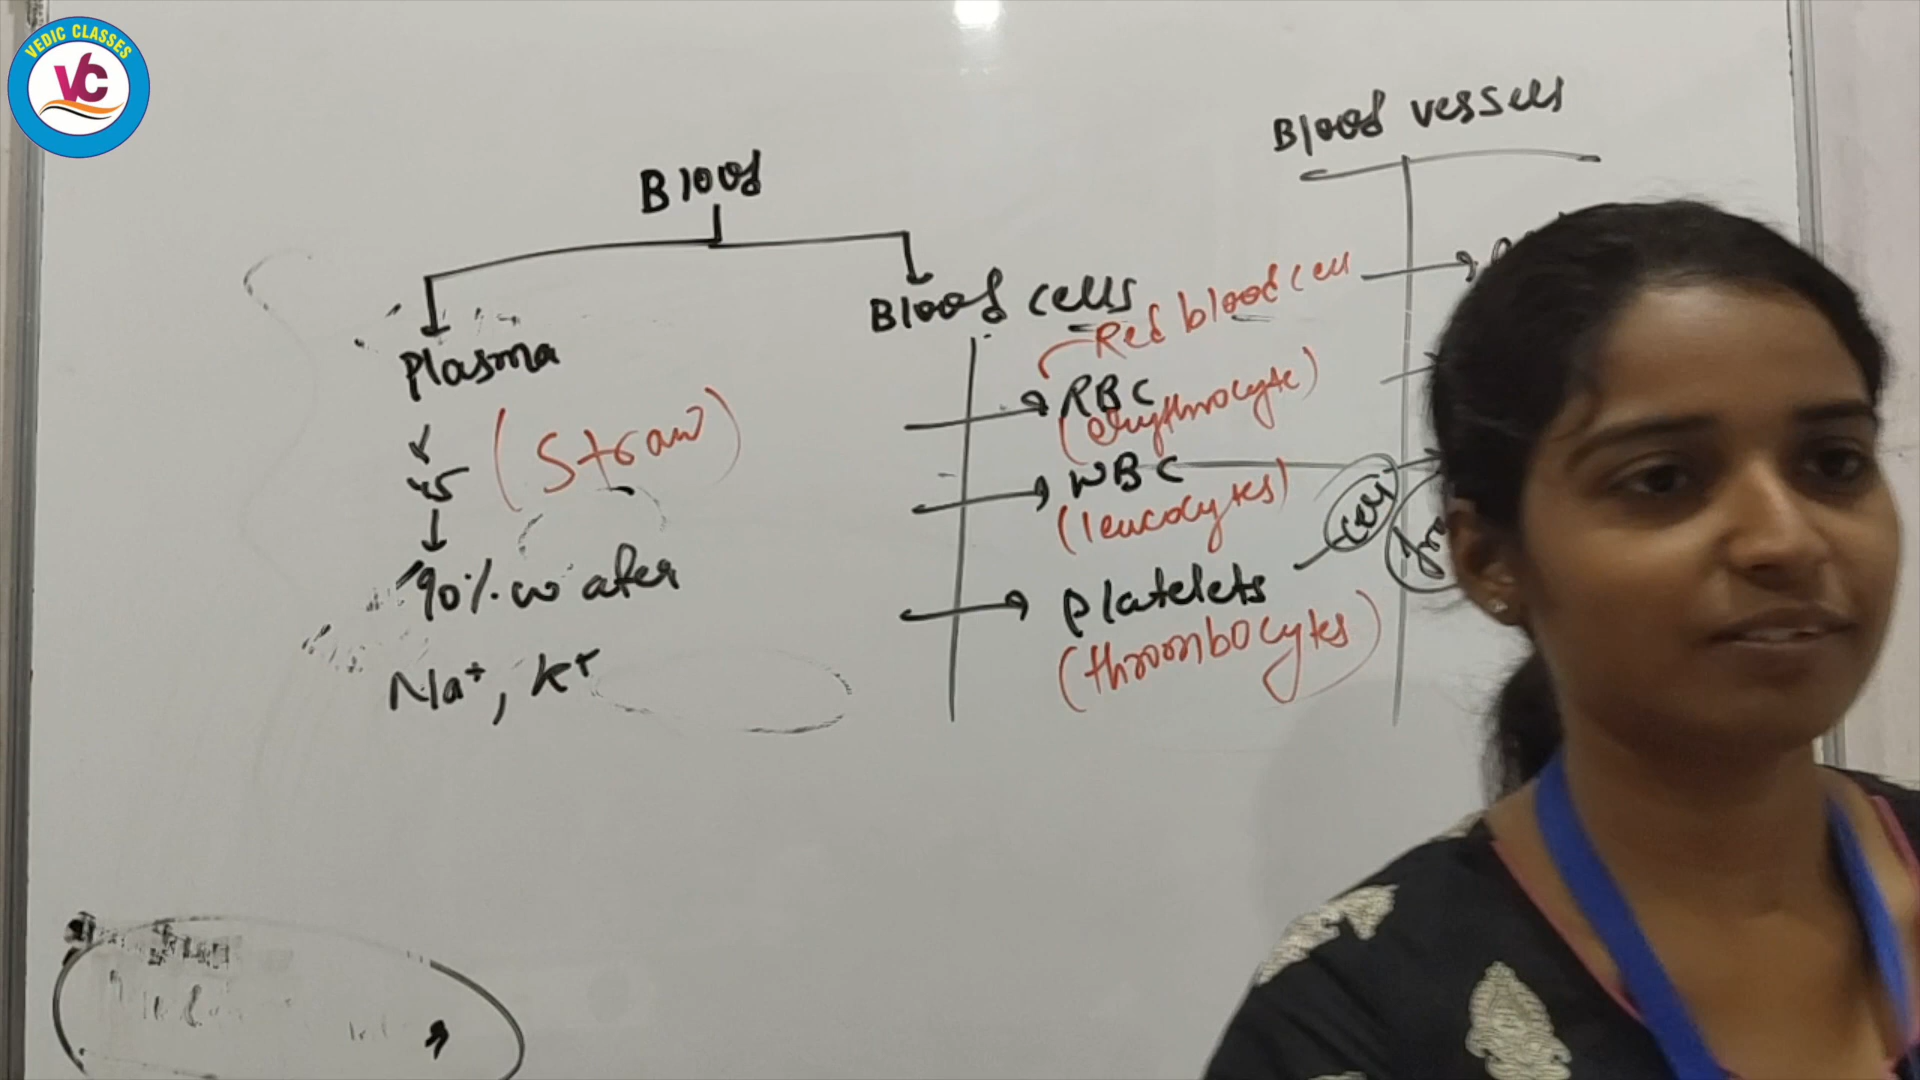 VEDIC CLASSES
VC
Blood vessels
Blood
Blood cells
Red blood cell
Plasma
RBC
(erythrocyte)
(Straw)
WBC
(leucocytes)
cell
90% water
platelets
(thrombocytes)
Na+, K+